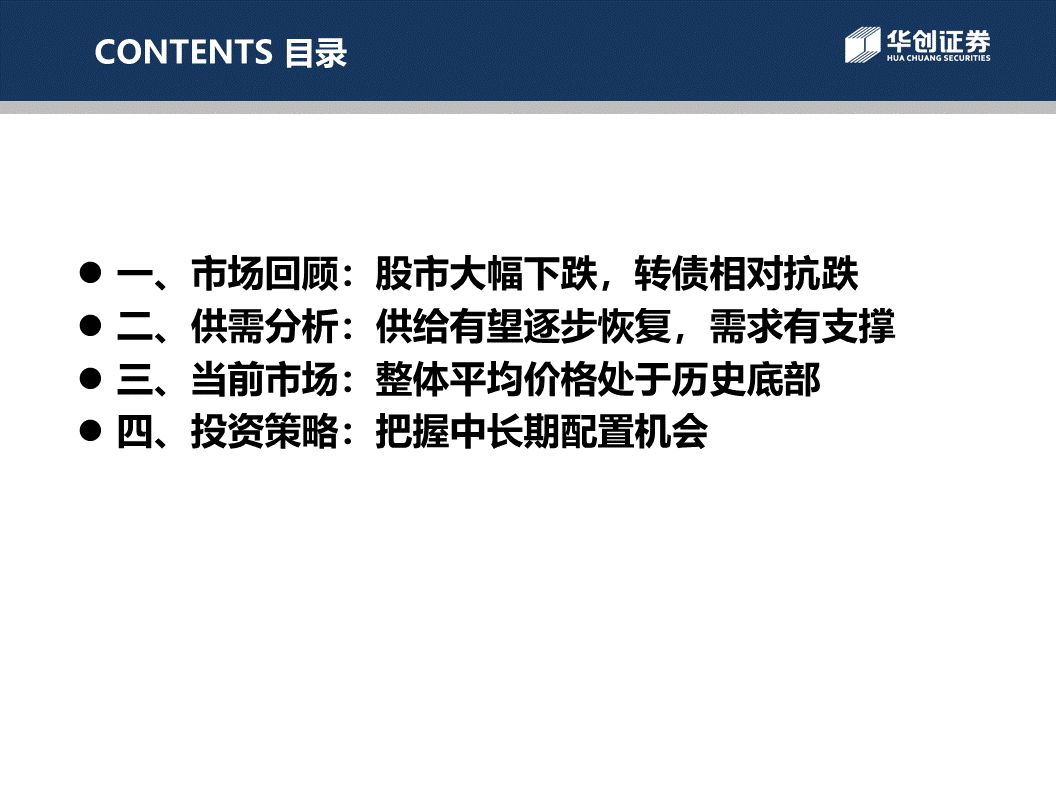 CONTENTS 目录
华创证券
HUA CHUANG SECURITIES
● 一、市场回顾：股市大幅下跌，转债相对抗跌
● 二、供需分析：供给有望逐步恢复，需求有支撑
● 三、当前市场：整体平均价格处于历史底部
● 四、投资策略：把握中长期配置机会